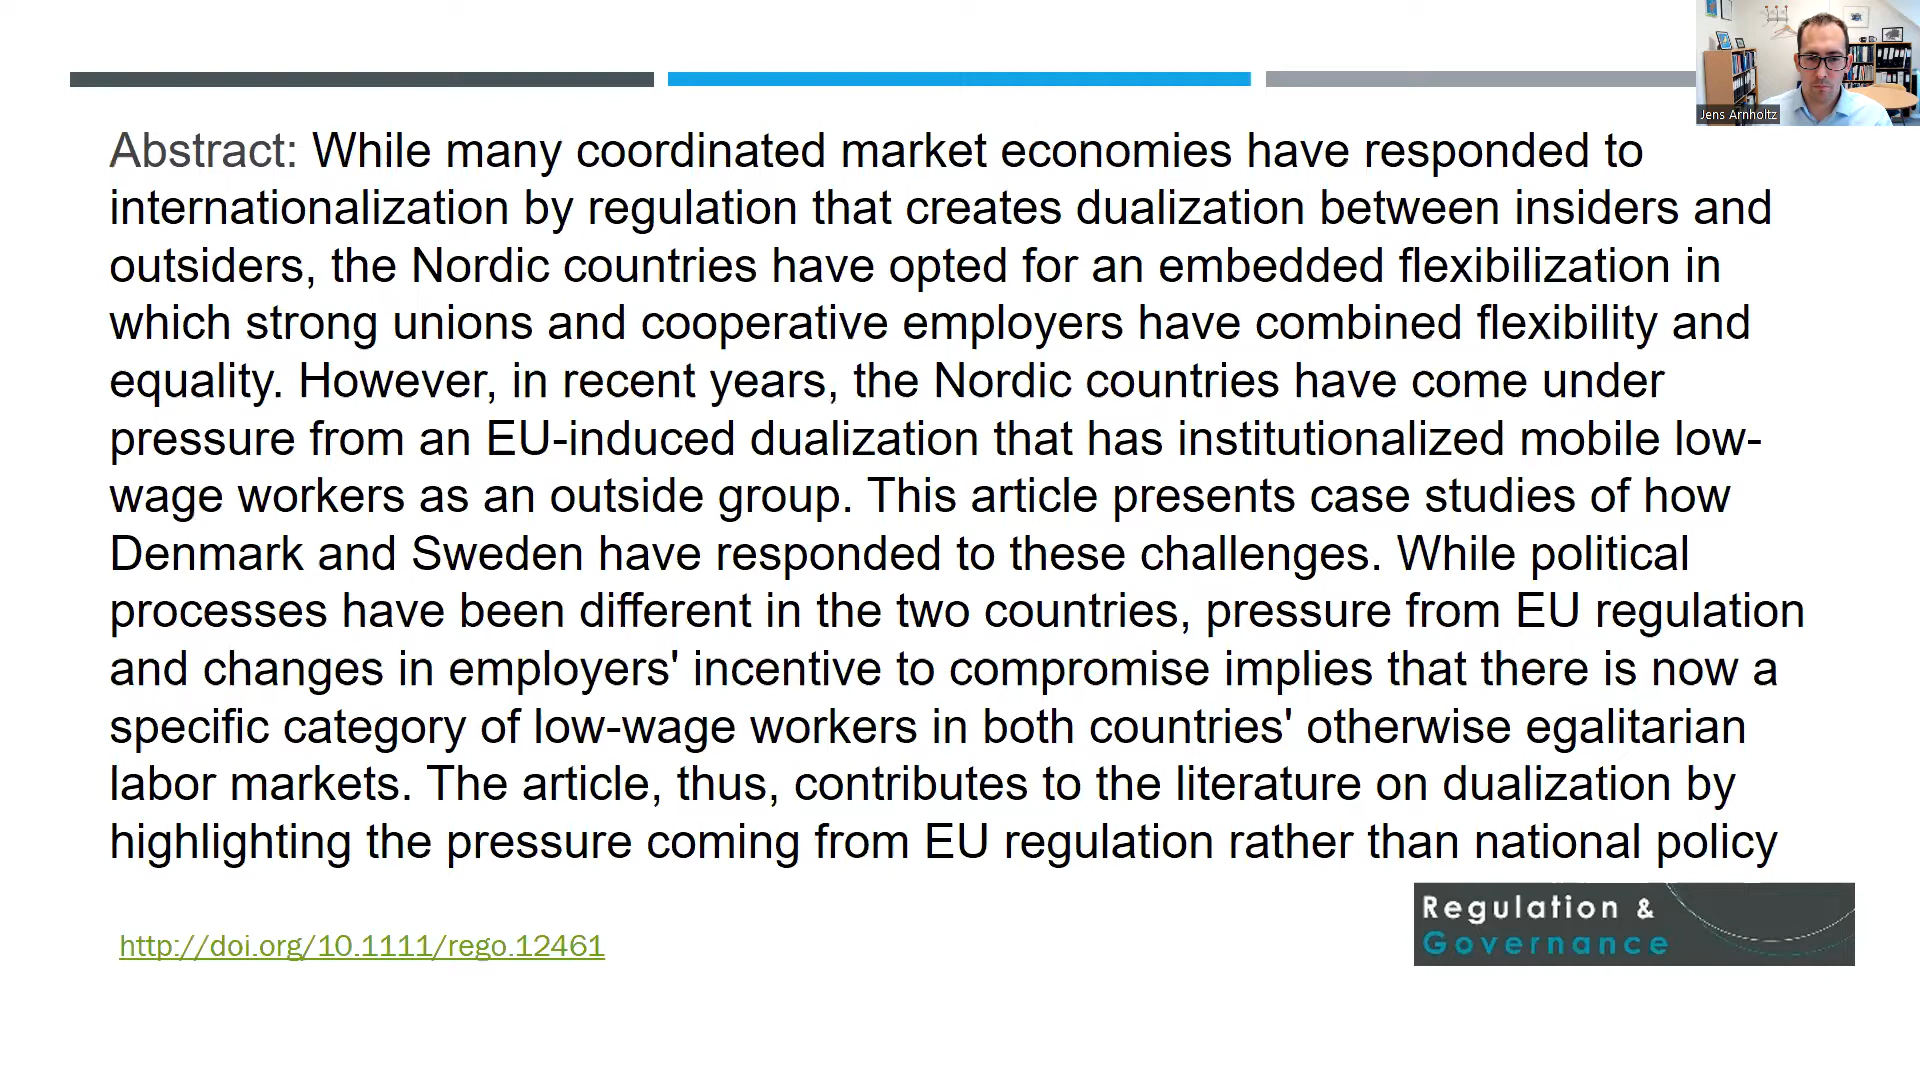 Jens Arnholtz
Abstract: While many coordinated market economies have responded to
internationalization by regulation that creates dualization between insiders and
outsiders, the Nordic countries have opted for an embedded flexibilization in
which strong unions and cooperative employers have combined flexibility and
equality. However, in recent years, the Nordic countries have come under
pressure from an EU-induced dualization that has institutionalized mobile low-
wage workers as an outside group. This article presents case studies of how
Denmark and Sweden have responded to these challenges. While political
processes have been different in the two countries, pressure from EU regulation
and changes in employers' incentive to compromise implies that there is now a
specific category of low-wage workers in both countries' otherwise egalitarian
labor markets. The article, thus, contributes to the literature on dualization by
highlighting the pressure coming from EU regulation rather than national policy
http://doi.org/10.1111/rego.12461
Regulation &
Governance